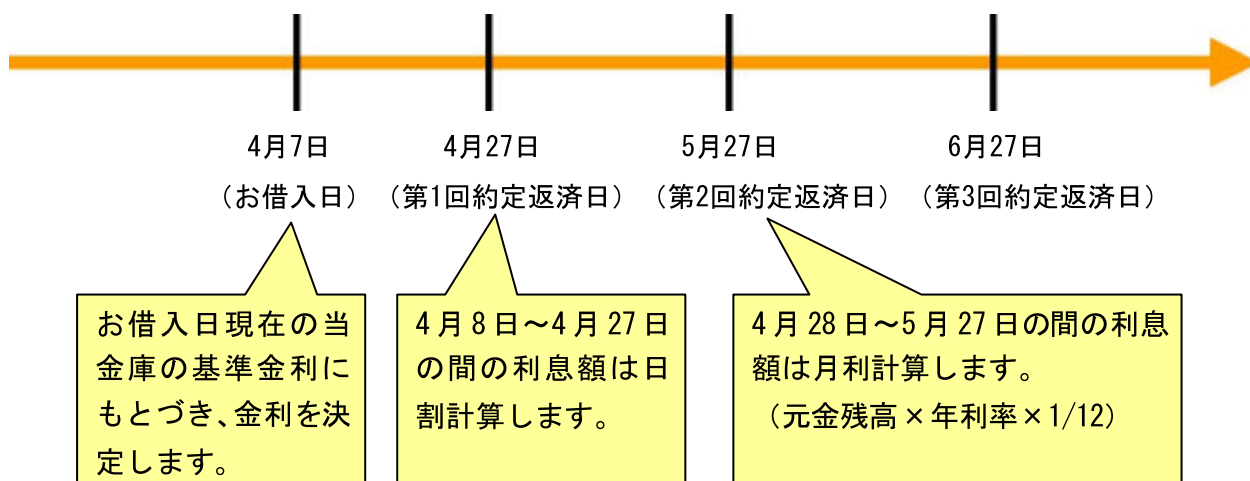 4月7日
4月27日
5月27日
6月27日
（お借入日）
（第1回約定返済日）
（第2回約定返済日）
（第3回約定返済日）
お借入日現在の当
金庫の基準金利に
もとづき、金利を決
定します。
4月8日～4月27日
の間の利息額は日
割計算します。
4月28日～5月27日の間の利息
額は月利計算します。
（元金残高×年利率×1/12）